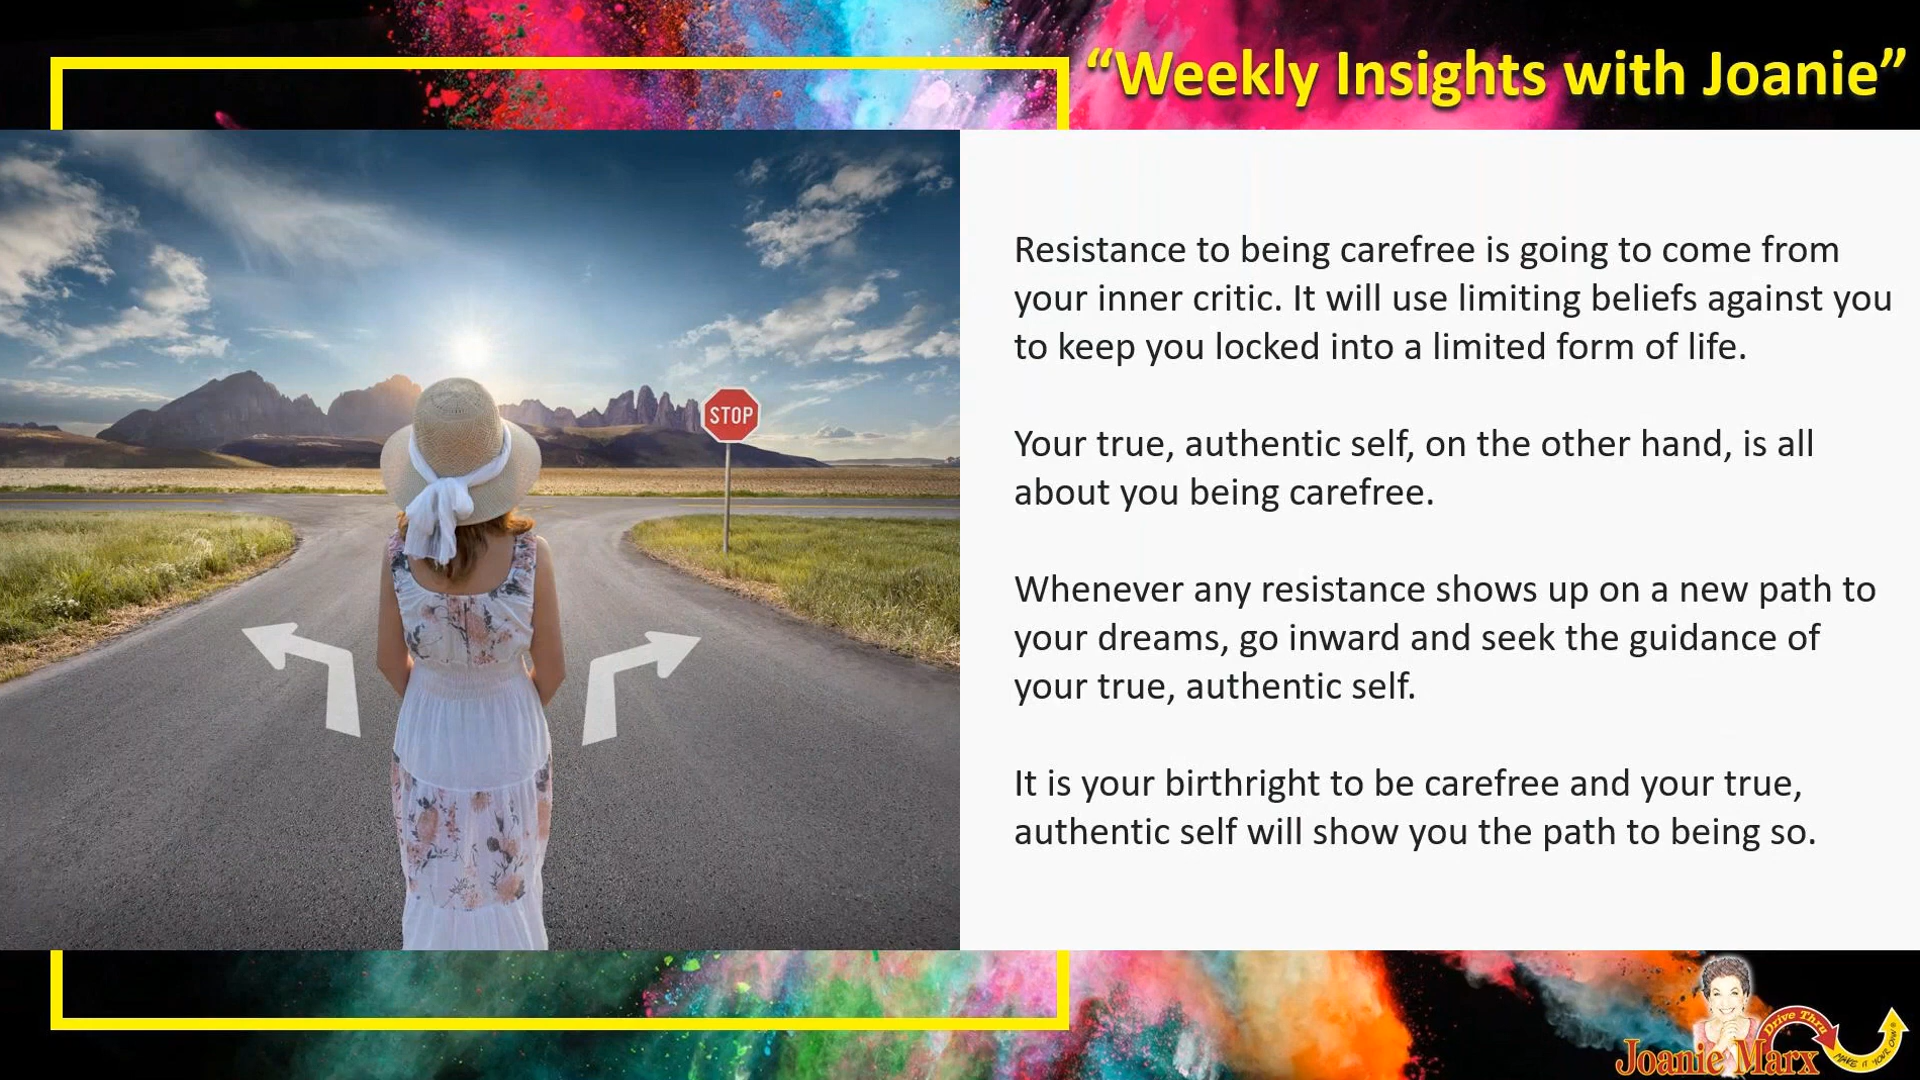 “Weekly Insights with Joanie”
STOP
Resistance to being carefree is going to come from
your inner critic. It will use limiting beliefs against you
to keep you locked into a limited form of life.
Your true, authentic self, on the other hand, is all
about you being carefree.
Whenever any resistance shows up on a new path to
your dreams, go inward and seek the guidance of
your true, authentic self.
It is your birthright to be carefree and your true,
authentic self will show you the path to being so.
Joanie Marx
Drive Thru
MAKE IT YOUR OWN®